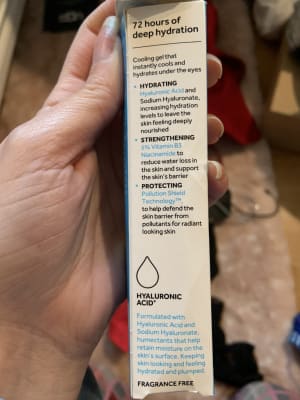 72 hours of
deep hydration
Cooling gel that
instantly cools and
hydrates under the eyes
• HYDRATING
Hyaluronic Acid and
Sodium Hyaluronate,
increasing hydration
levels to leave the
skin feeling deeply
nourished
• STRENGTHENING
5% Vitamin B3
Niacinamide to
reduce water loss in
the skin and support
the skin's barrier
• PROTECTING
Pollution Shield
Technology™
to help defend the
skin barrier from
pollutants for radiant
looking skin
HYALURONIC
ACID*
Formulated with
Hyaluronic Acid and
Sodium Hyaluronate,
humectants that help
retain moisture on the
skin's surface. Keeping
skin looking and feeling
hydrated and plumped.
FRAGRANCE FREE